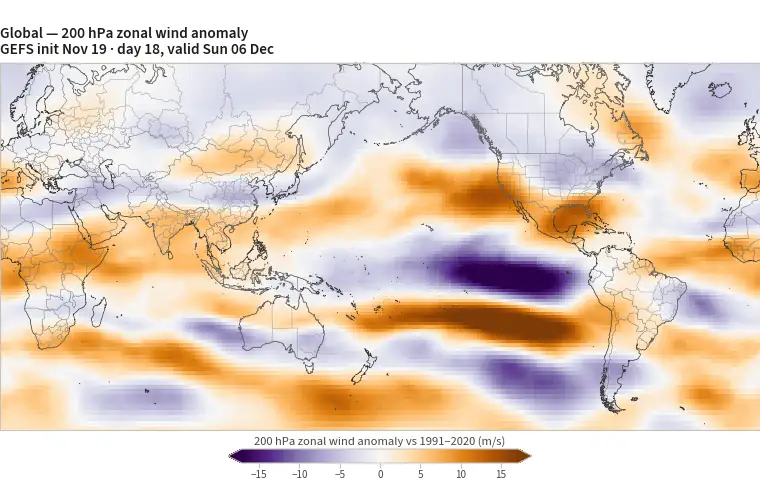 Global — 200 hPa zonal wind anomaly
GEFS init Nov 19 · day 18, valid Sun 06 Dec
200 hPa zonal wind anomaly vs 1991–2020 (m/s)
−15 −10 −5 0 5 10 15